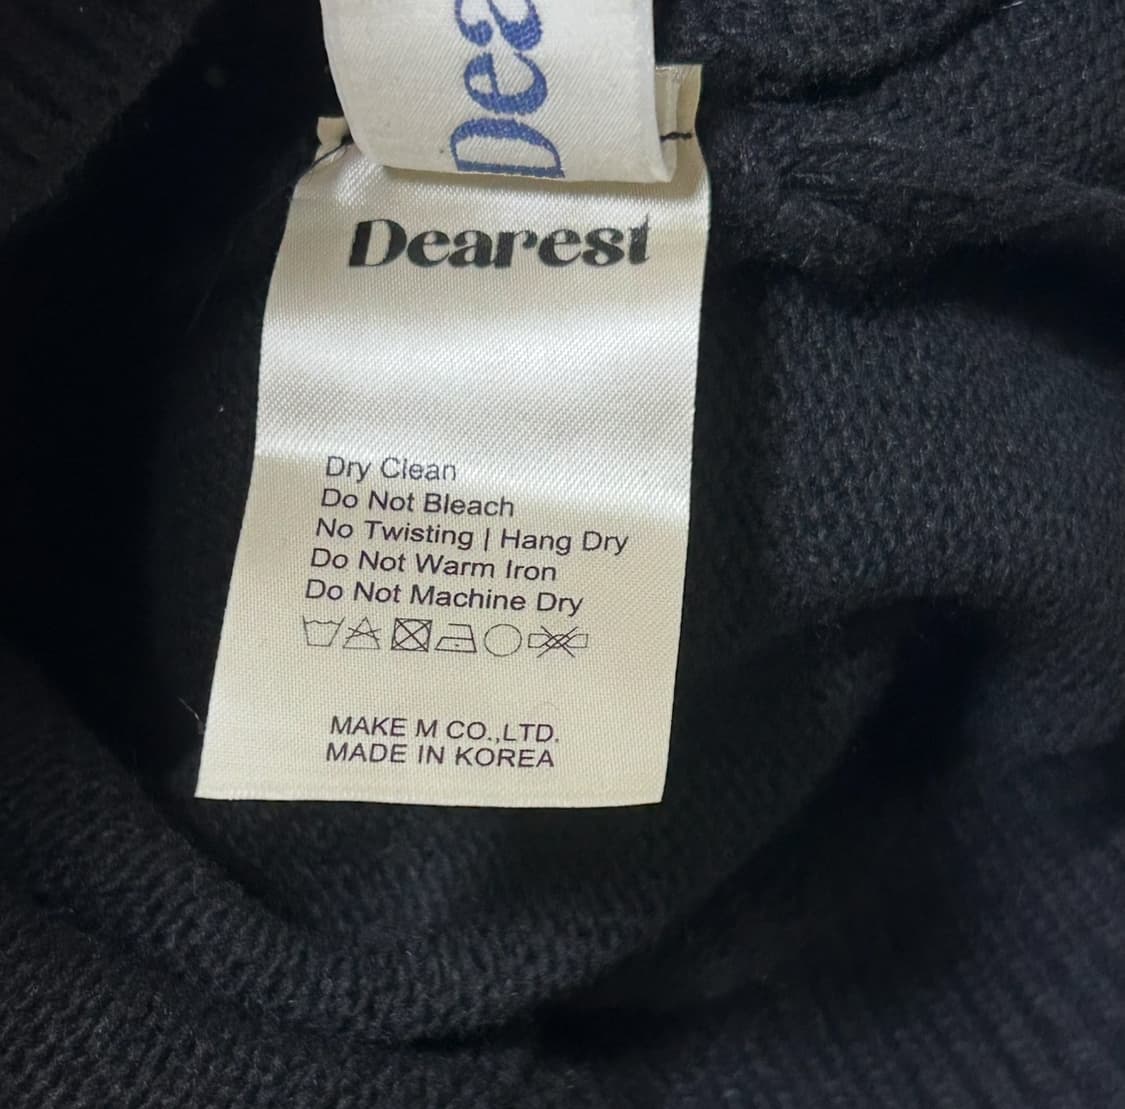 Dea
Dearest
Dry Clean
Do Not Bleach
No Twisting | Hang Dry
Do Not Warm Iron
Do Not Machine Dry
MAKE M CO.,LTD.
MADE IN KOREA